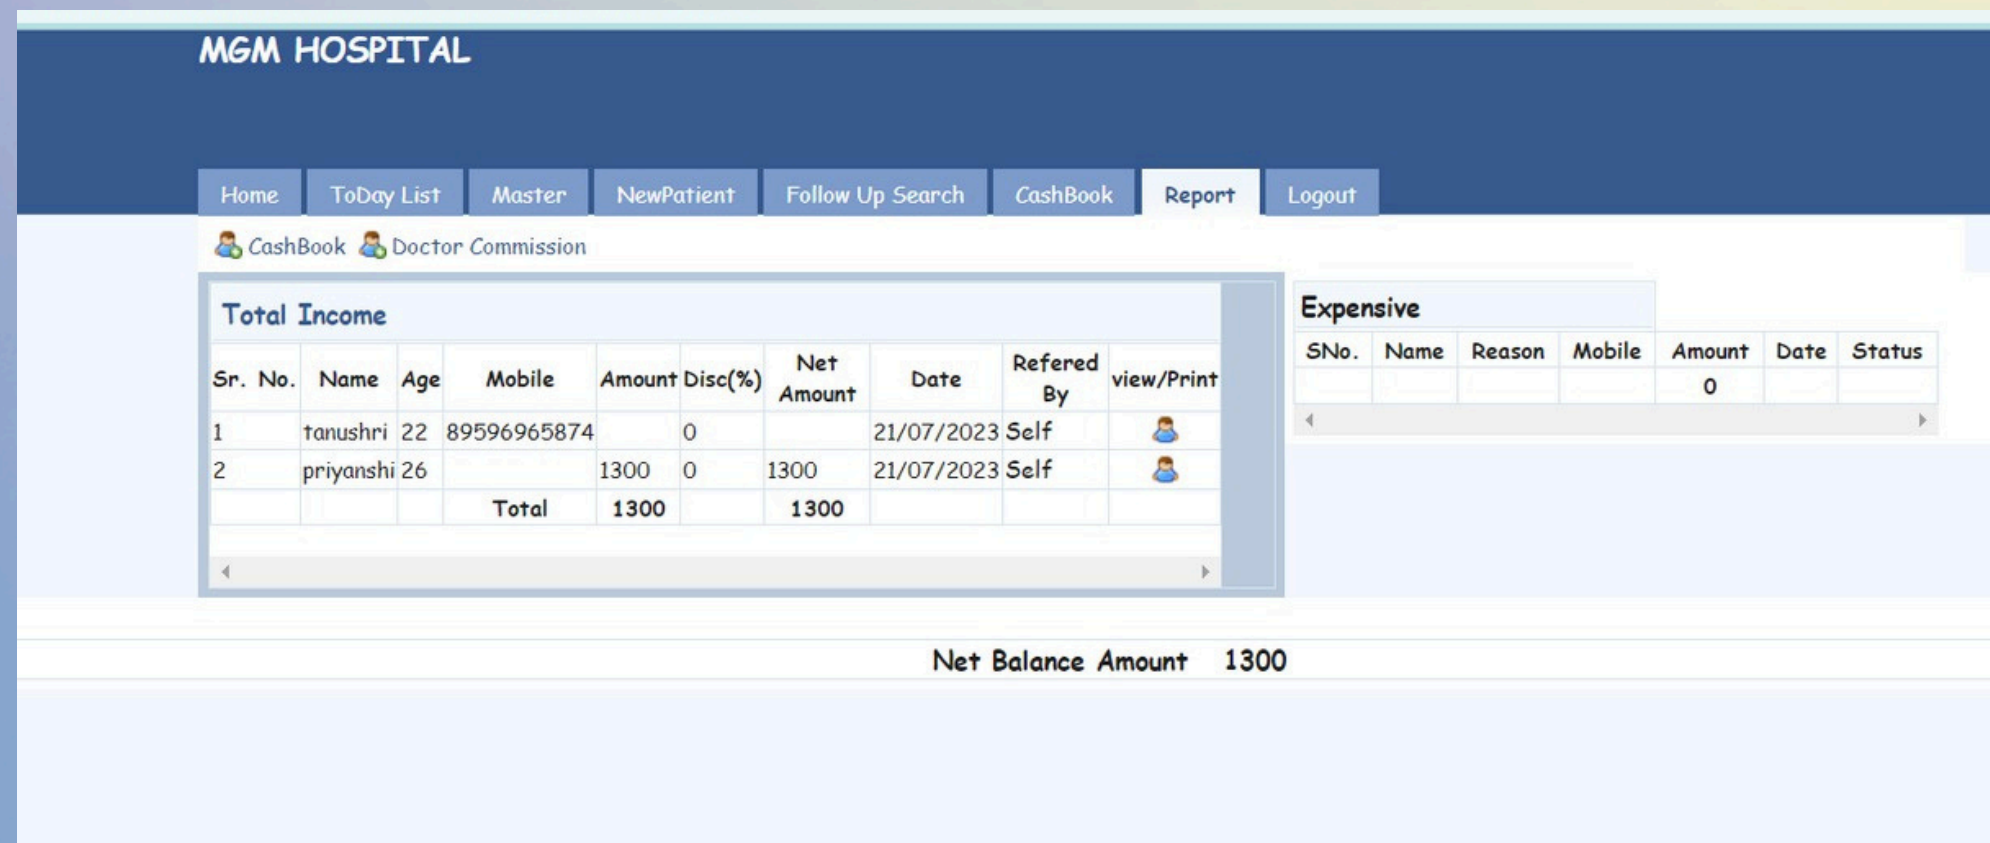 MGM HOSPITAL
Home ToDay List Master NewPatient Follow Up Search CashBook Report Logout
CashBook Doctor Commission
Total Income
Sr. No. Name Age Mobile Amount Disc(%) Net Amount Date Refered By view/Print
1 tanushri 22 89596965874 0 21/07/2023 Self
2 priyanshi 26 1300 0 1300 21/07/2023 Self
Total 1300 1300
Expensive
SNo. Name Reason Mobile Amount Date Status
0
Net Balance Amount 1300